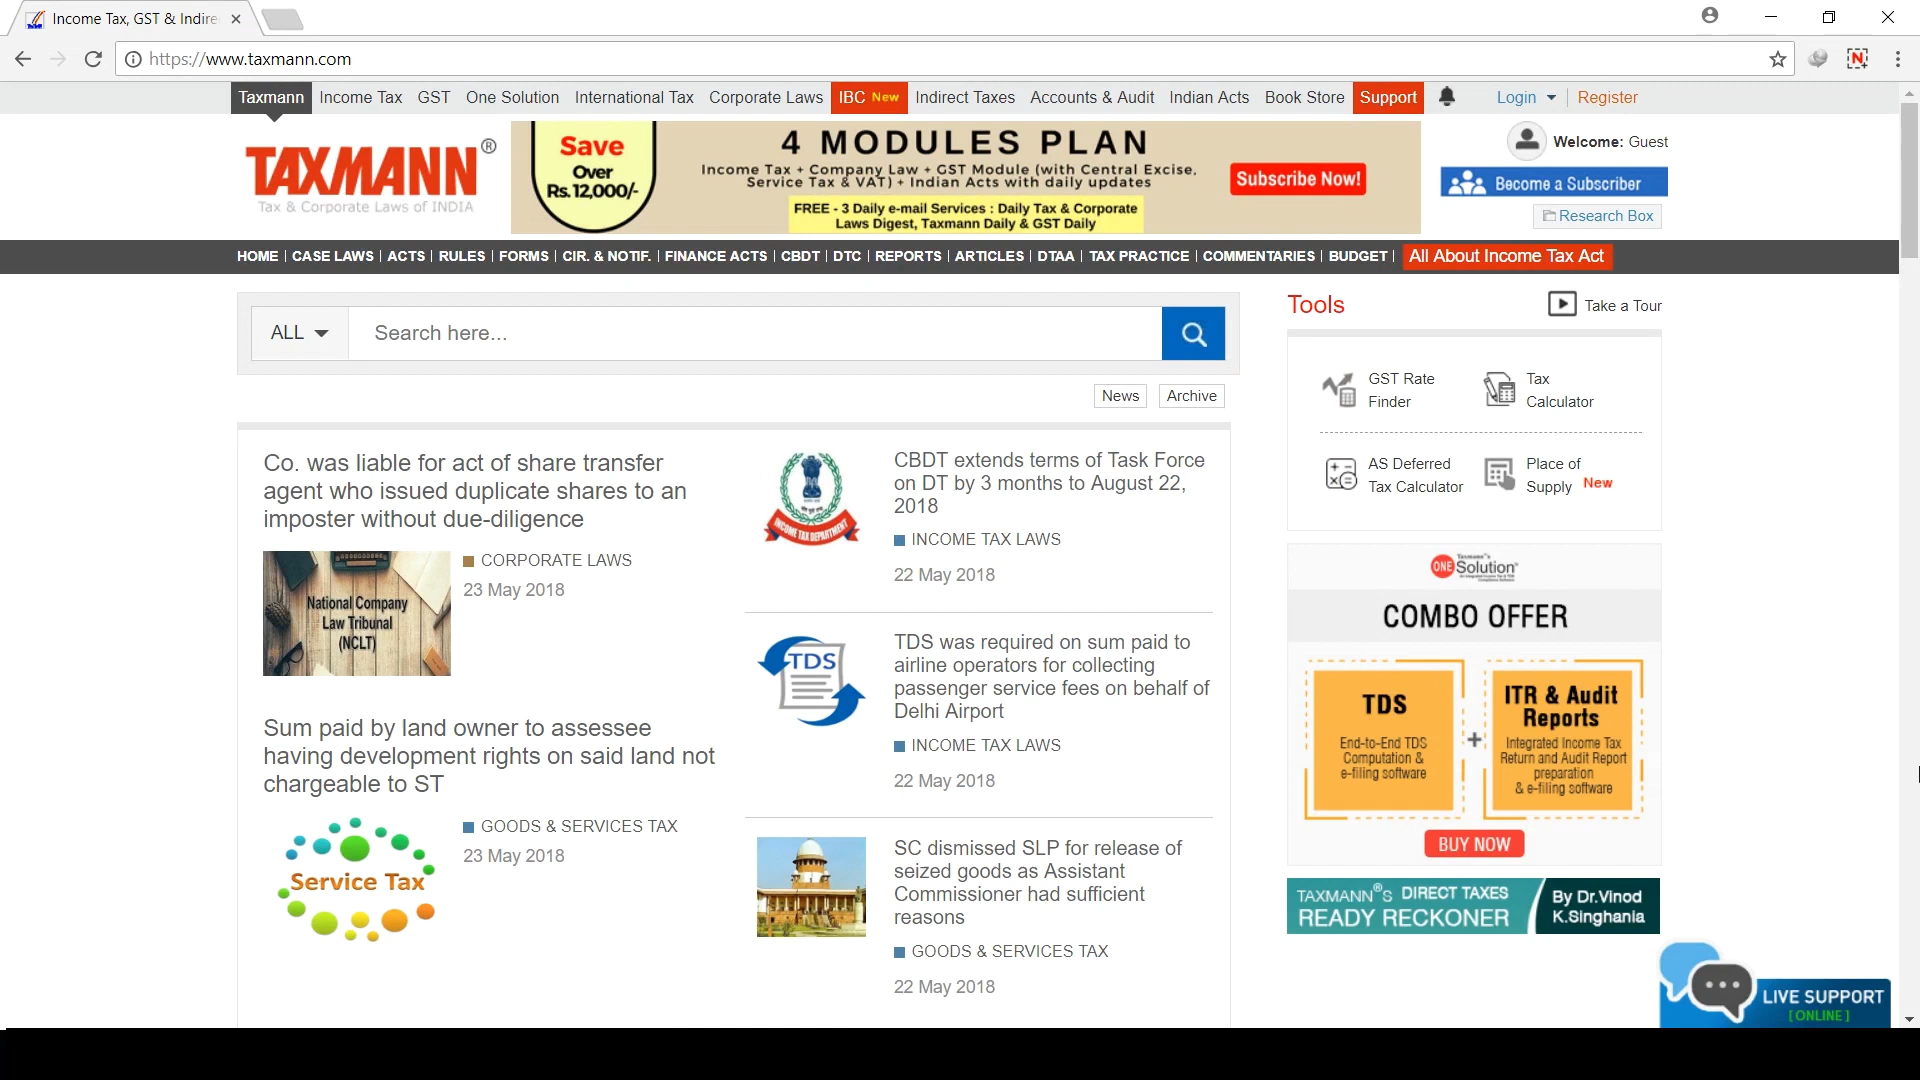 Income Tax, GST & Indire
https://www.taxmann.com
Taxmann Income Tax GST One Solution International Tax Corporate Laws IBC New Indirect Taxes Accounts & Audit Indian Acts Book Store Support Login Register
TAXMANN®
Tax & Corporate Laws of INDIA
Save
Over
Rs.12,000/-
4 MODULES PLAN
Income Tax + Company Law + GST Module (with Central Excise,
Service Tax & VAT) + Indian Acts with daily updates
FREE - 3 Daily e-mail Services : Daily Tax & Corporate
Laws Digest, Taxmann Daily & GST Daily
Subscribe Now!
Welcome: Guest
Become a Subscriber
Research Box
HOME | CASE LAWS | ACTS | RULES | FORMS | CIR. & NOTIF. | FINANCE ACTS | CBDT | DTC | REPORTS | ARTICLES | DTAA | TAX PRACTICE | COMMENTARIES | BUDGET | All About Income Tax Act
ALL Search here...
News Archive
Co. was liable for act of share transfer
agent who issued duplicate shares to an
imposter without due-diligence
National Company
Law Tribunal
(NCLT)
CORPORATE LAWS
23 May 2018
Sum paid by land owner to assessee
having development rights on said land not
chargeable to ST
Service Tax
GOODS & SERVICES TAX
23 May 2018
INCOME TAX DEPARTMENT
CBDT extends terms of Task Force
on DT by 3 months to August 22,
2018
INCOME TAX LAWS
22 May 2018
TDS
TDS was required on sum paid to
airline operators for collecting
passenger service fees on behalf of
Delhi Airport
INCOME TAX LAWS
22 May 2018
SC dismissed SLP for release of
seized goods as Assistant
Commissioner had sufficient
reasons
GOODS & SERVICES TAX
22 May 2018
Tools
Take a Tour
GST Rate
Finder
Tax
Calculator
AS Deferred
Tax Calculator
Place of
Supply New
Taxmann's
ONE Solution
COMBO OFFER
TDS
End-to-End TDS
Computation &
e-filing software
+
ITR & Audit
Reports
Integrated Income Tax
Return and Audit Report
preparation
& e-filing software
BUY NOW
TAXMANN®'S DIRECT TAXES
READY RECKONER
By Dr.Vinod
K.Singhania
LIVE SUPPORT
[ ONLINE ]